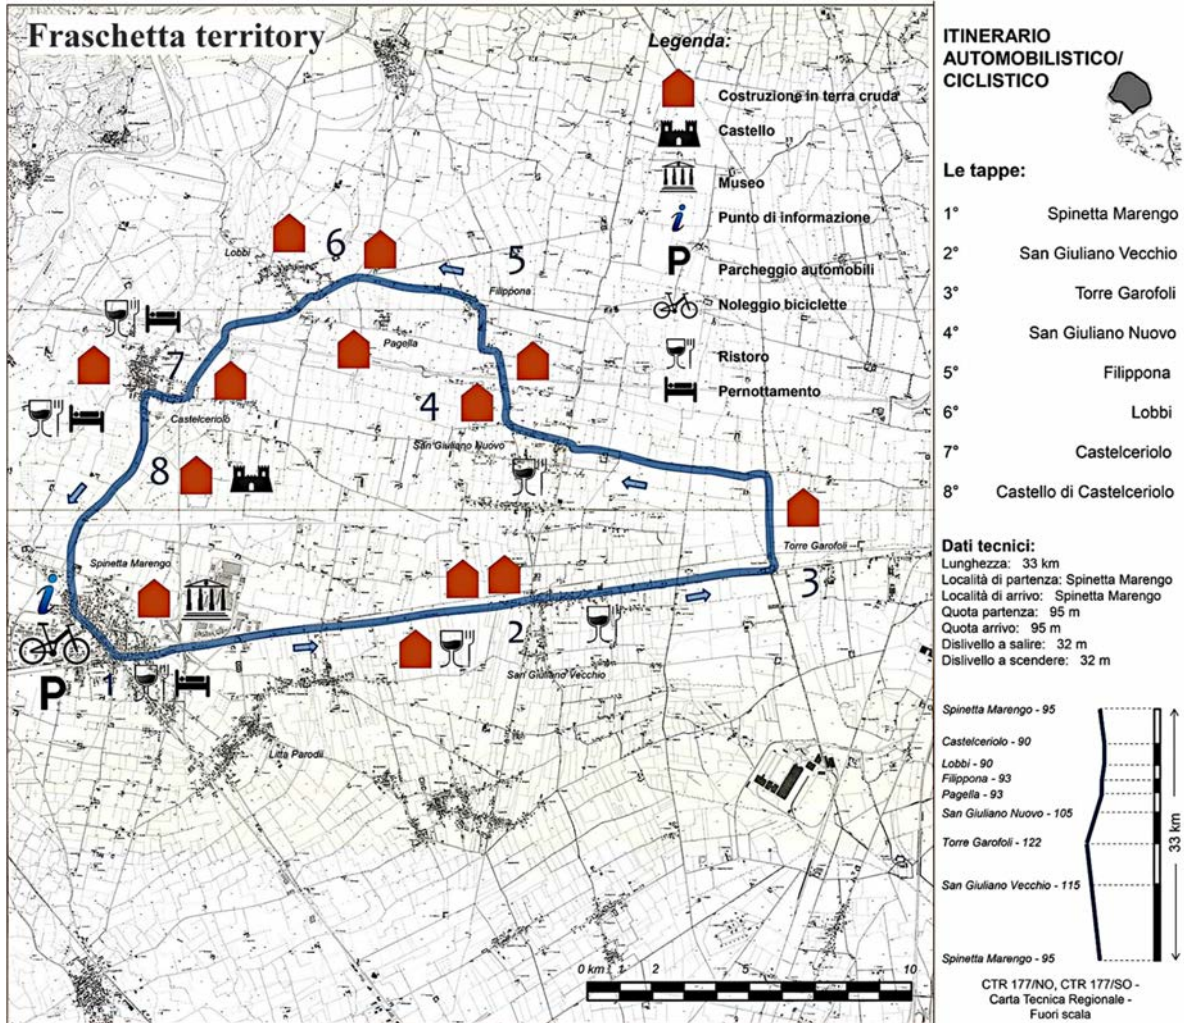 Fraschetta territory
Legenda:
Costruzione in terra cruda
Castello
Museo
i
Punto di informazione
P
Parcheggio automobili
Noleggio biciclette
Ristoro
Pernottamento
Lobbi
6
5
Filippona
Pagella
7
Castelceriolo
4
San Giuliano Nuovo
8
Torre Garofoli
3
Spinetta Marengo
i
2
San Giuliano Vecchio
P
1
Litta Parodi
0 km 1 2 5 10
ITINERARIO
AUTOMOBILISTICO/
CICLISTICO
Le tappe:
1° Spinetta Marengo
2° San Giuliano Vecchio
3° Torre Garofoli
4° San Giuliano Nuovo
5° Filippona
6° Lobbi
7° Castelceriolo
8° Castello di Castelceriolo
Dati tecnici:
Lunghezza: 33 km
Località di partenza: Spinetta Marengo
Località di arrivo: Spinetta Marengo
Quota partenza: 95 m
Quota arrivo: 95 m
Dislivello a salire: 32 m
Dislivello a scendere: 32 m
Spinetta Marengo - 95
Castelceriolo - 90
Lobbi - 90
Filippona - 93
Pagella - 93
San Giuliano Nuovo - 105
Torre Garofoli - 122
San Giuliano Vecchio - 115
Spinetta Marengo - 95
33 km
CTR 177/NO, CTR 177/SO -
Carta Tecnica Regionale -
Fuori scala